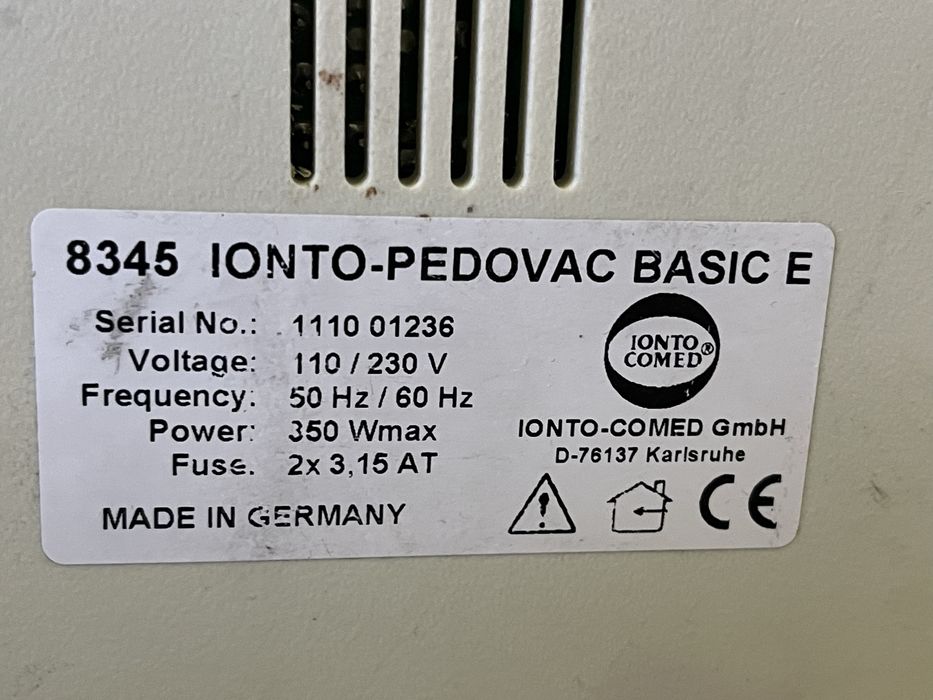 8345 IONTO-PEDOVAC BASIC E
Serial No.: 1110 01236
Voltage: 110 / 230 V
Frequency: 50 Hz / 60 Hz
Power: 350 Wmax
Fuse. 2x 3,15 AT
MADE IN GERMANY
IONTO
COMED®
IONTO-COMED GmbH
D-76137 Karlsruhe
CE